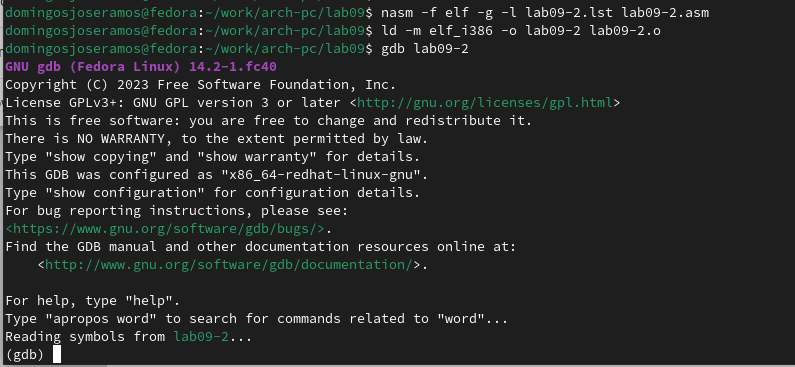 domingosjoseramos@fedora:~/work/arch-pc/lab09$ nasm -f elf -g -l lab09-2.lst lab09-2.asm
domingosjoseramos@fedora:~/work/arch-pc/lab09$ ld -m elf_i386 -o lab09-2 lab09-2.o
domingosjoseramos@fedora:~/work/arch-pc/lab09$ gdb lab09-2
GNU gdb (Fedora Linux) 14.2-1.fc40
Copyright (C) 2023 Free Software Foundation, Inc.
License GPLv3+: GNU GPL version 3 or later <http://gnu.org/licenses/gpl.html>
This is free software: you are free to change and redistribute it.
There is NO WARRANTY, to the extent permitted by law.
Type "show copying" and "show warranty" for details.
This GDB was configured as "x86_64-redhat-linux-gnu".
Type "show configuration" for configuration details.
For bug reporting instructions, please see:
<https://www.gnu.org/software/gdb/bugs/>.
Find the GDB manual and other documentation resources online at:
    <http://www.gnu.org/software/gdb/documentation/>.

For help, type "help".
Type "apropos word" to search for commands related to "word"...
Reading symbols from lab09-2...
(gdb)